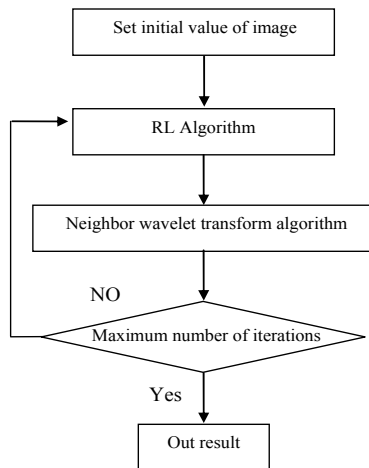 Set initial value of image
RL Algorithm
Neighbor wavelet transform algorithm
NO
Maximum number of iterations
Yes
Out result